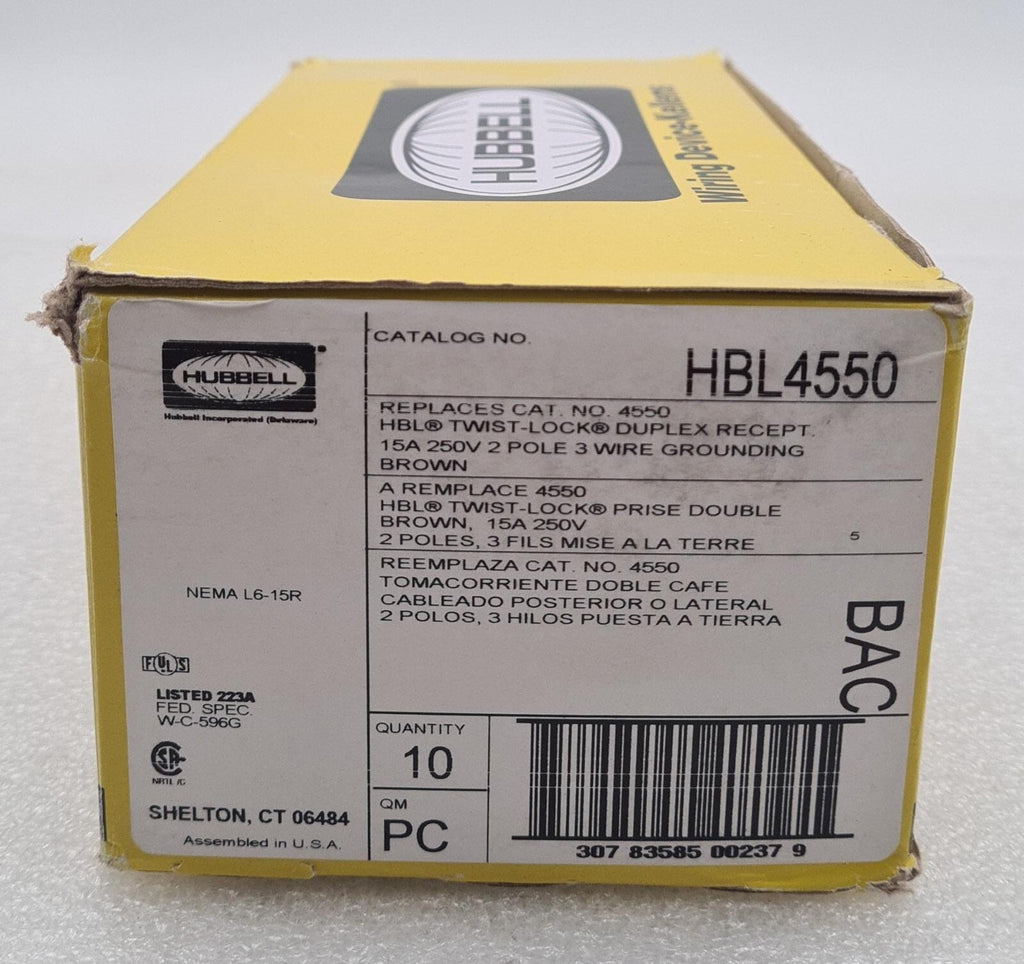 HUBBELL
Wiring Device-Kellems
HUBBELL
®
Hubbell Incorporated (Delaware)
CATALOG NO.
HBL4550
REPLACES CAT. NO. 4550
HBL® TWIST-LOCK® DUPLEX RECEPT.
15A 250V 2 POLE 3 WIRE GROUNDING
BROWN
A REMPLACE 4550
HBL® TWIST-LOCK® PRISE DOUBLE
BROWN, 15A 250V
2 POLES, 3 FILS MISE A LA TERRE
5
REEMPLAZA CAT. NO. 4550
TOMACORRIENTE DOBLE CAFE
CABLEADO POSTERIOR O LATERAL
2 POLOS, 3 HILOS PUESTA A TIERRA
BAC
NEMA L6-15R
F UL S
LISTED 223A
FED. SPEC.
W-C-596G
SA
NRTL /C
SHELTON, CT 06484
Assembled in U.S.A.
QUANTITY
10
QM
PC
307 83585 00237 9